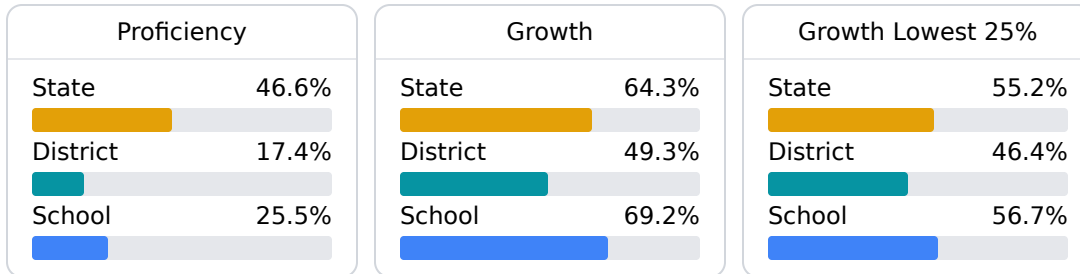 Proficiency
State 46.6%
District 17.4%
School 25.5%
Growth
State 64.3%
District 49.3%
School 69.2%
Growth Lowest 25%
State 55.2%
District 46.4%
School 56.7%